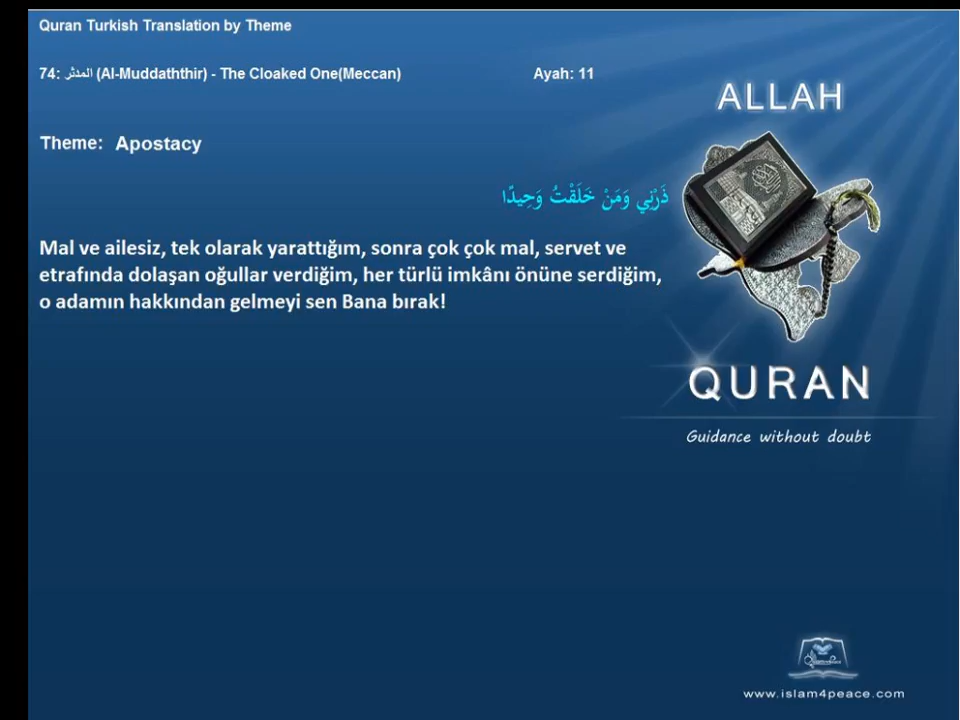 Quran Turkish Translation by Theme
74: المدثر (Al-Muddaththir) - The Cloaked One(Meccan) Ayah: 11
Theme: Apostacy
ذَرْنِي وَمَنْ خَلَقْتُ وَحِيدًا
Mal ve ailesiz, tek olarak yarattığım, sonra çok çok mal, servet ve
etrafında dolaşan oğullar verdiğim, her türlü imkânı önüne serdiğim,
o adamın hakkından gelmeyi sen Bana bırak!
ALLAH
QURAN
Guidance without doubt
www.islam4peace.com